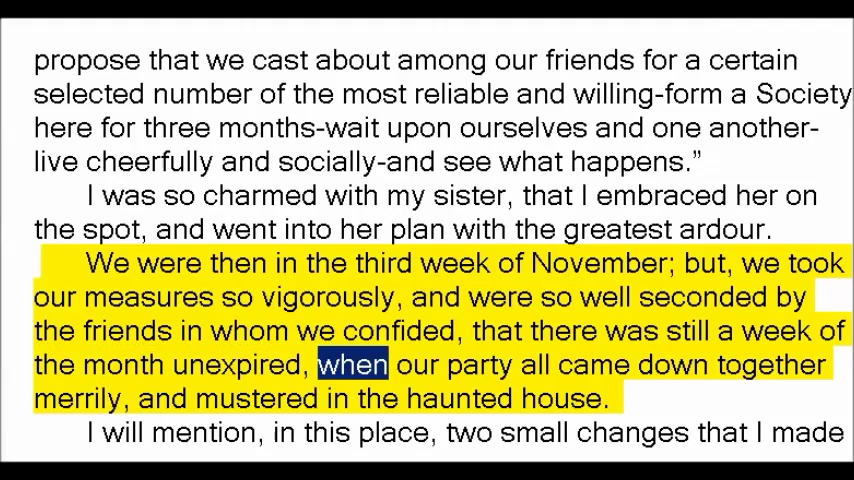 propose that we cast about among our friends for a certain
selected number of the most reliable and willing-form a Society
here for three months-wait upon ourselves and one another-
live cheerfully and socially-and see what happens.”
I was so charmed with my sister, that I embraced her on
the spot, and went into her plan with the greatest ardour.
We were then in the third week of November; but, we took
our measures so vigorously, and were so well seconded by
the friends in whom we confided, that there was still a week of
the month unexpired, when our party all came down together
merrily, and mustered in the haunted house.
I will mention, in this place, two small changes that I made